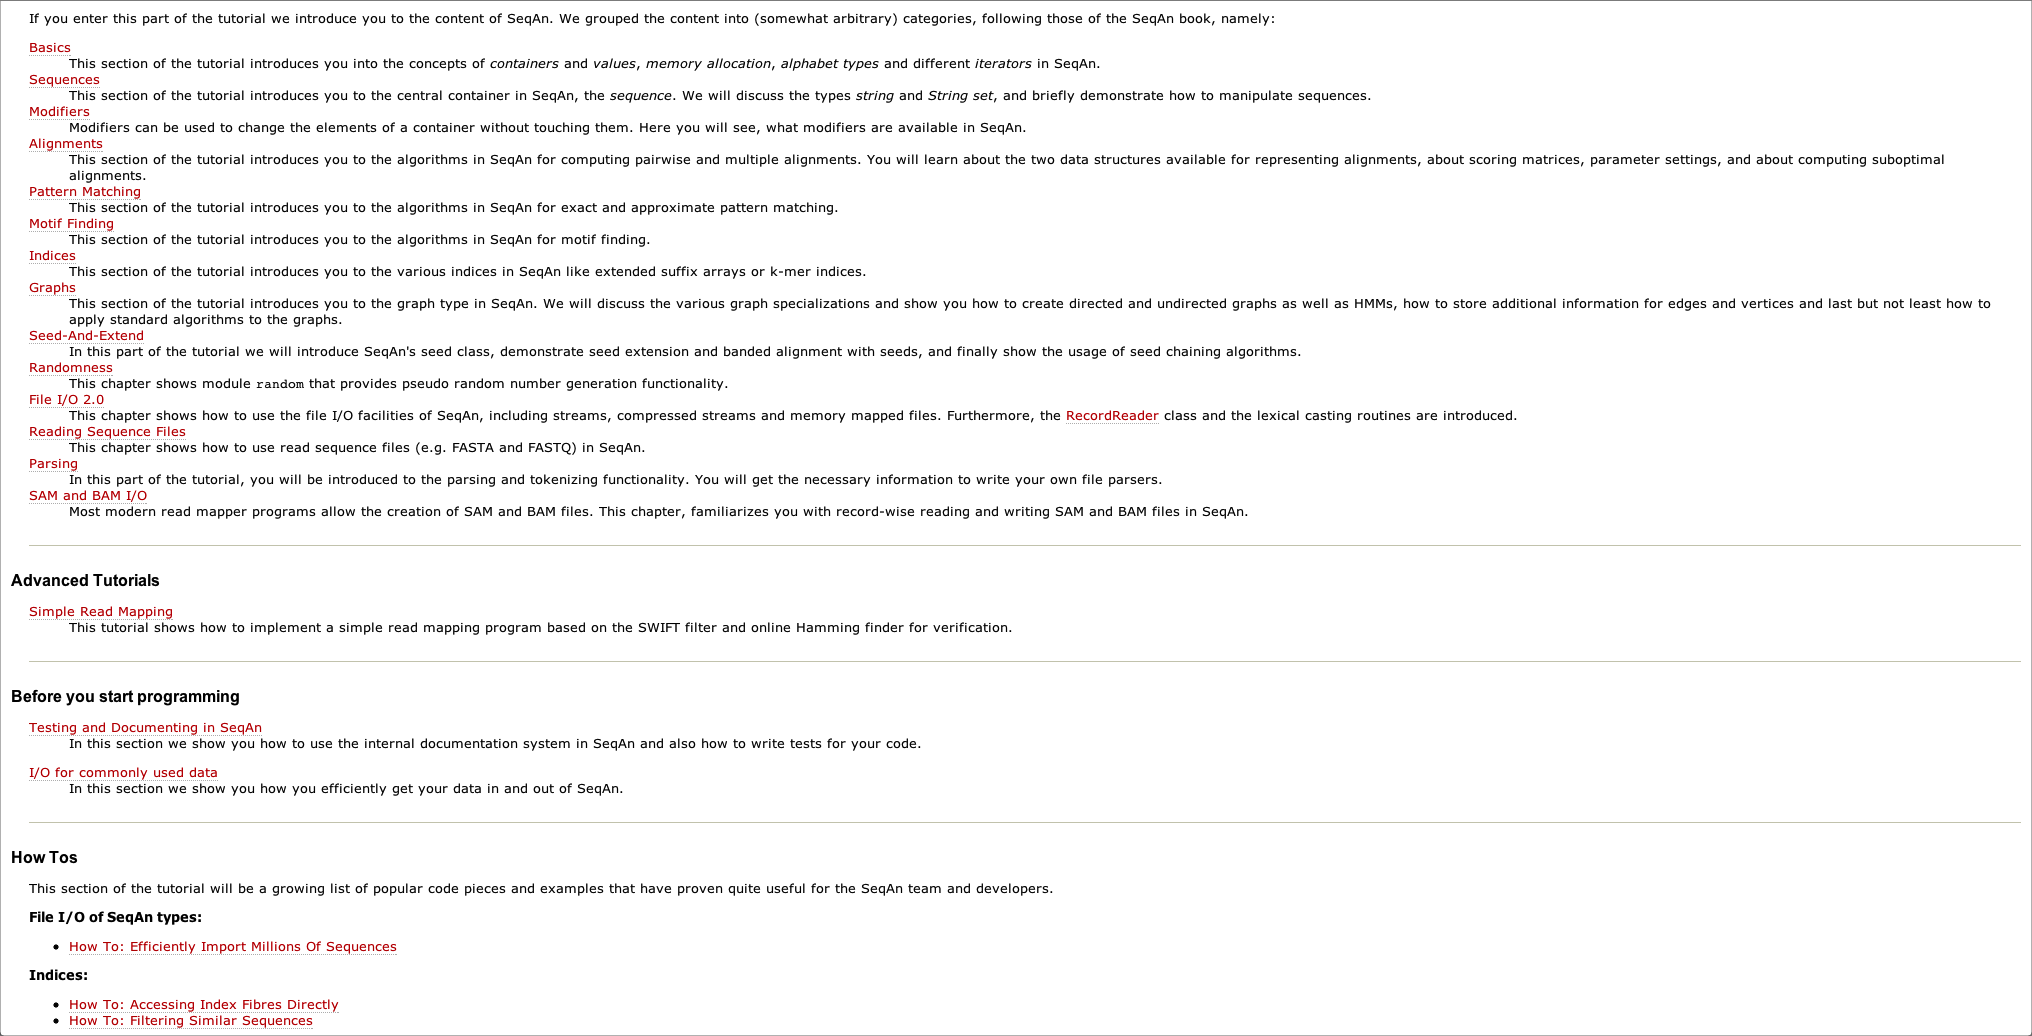 If you enter this part of the tutorial we introduce you to the content of SeqAn. We grouped the content into (somewhat arbitrary) categories, following those of the SeqAn book, namely:
Basics
This section of the tutorial introduces you into the concepts of containers and values, memory allocation, alphabet types and different iterators in SeqAn.
Sequences
This section of the tutorial introduces you to the central container in SeqAn, the sequence. We will discuss the types string and String set, and briefly demonstrate how to manipulate sequences.
Modifiers
Modifiers can be used to change the elements of a container without touching them. Here you will see, what modifiers are available in SeqAn.
Alignments
This section of the tutorial introduces you to the algorithms in SeqAn for computing pairwise and multiple alignments. You will learn about the two data structures available for representing alignments, about scoring matrices, parameter settings, and about computing suboptimal
alignments.
Pattern Matching
This section of the tutorial introduces you to the algorithms in SeqAn for exact and approximate pattern matching.
Motif Finding
This section of the tutorial introduces you to the algorithms in SeqAn for motif finding.
Indices
This section of the tutorial introduces you to the various indices in SeqAn like extended suffix arrays or k-mer indices.
Graphs
This section of the tutorial introduces you to the graph type in SeqAn. We will discuss the various graph specializations and show you how to create directed and undirected graphs as well as HMMs, how to store additional information for edges and vertices and last but not least how to
apply standard algorithms to the graphs.
Seed-And-Extend
In this part of the tutorial we will introduce SeqAn's seed class, demonstrate seed extension and banded alignment with seeds, and finally show the usage of seed chaining algorithms.
Randomness
This chapter shows module random that provides pseudo random number generation functionality.
File I/O 2.0
This chapter shows how to use the file I/O facilities of SeqAn, including streams, compressed streams and memory mapped files. Furthermore, the RecordReader class and the lexical casting routines are introduced.
Reading Sequence Files
This chapter shows how to use read sequence files (e.g. FASTA and FASTQ) in SeqAn.
Parsing
In this part of the tutorial, you will be introduced to the parsing and tokenizing functionality. You will get the necessary information to write your own file parsers.
SAM and BAM I/O
Most modern read mapper programs allow the creation of SAM and BAM files. This chapter, familiarizes you with record-wise reading and writing SAM and BAM files in SeqAn.
Advanced Tutorials
Simple Read Mapping
This tutorial shows how to implement a simple read mapping program based on the SWIFT filter and online Hamming finder for verification.
Before you start programming
Testing and Documenting in SeqAn
In this section we show you how to use the internal documentation system in SeqAn and also how to write tests for your code.
I/O for commonly used data
In this section we show you how you efficiently get your data in and out of SeqAn.
How Tos
This section of the tutorial will be a growing list of popular code pieces and examples that have proven quite useful for the SeqAn team and developers.
File I/O of SeqAn types:
• How To: Efficiently Import Millions Of Sequences
Indices:
• How To: Accessing Index Fibres Directly
• How To: Filtering Similar Sequences